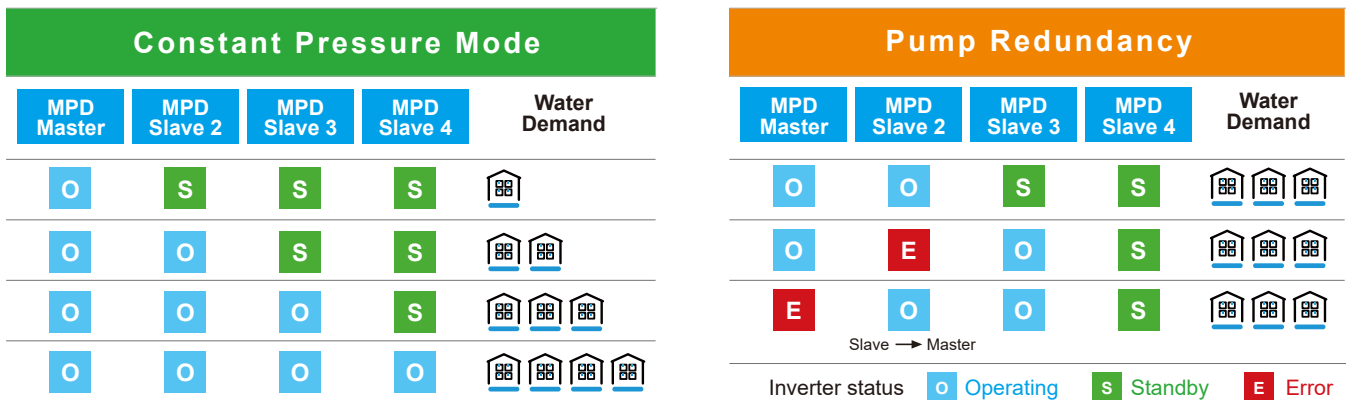 Constant Pressure Mode
MPD Master MPD Slave 2 MPD Slave 3 MPD Slave 4 Water Demand
O S S S
O O S S
O O O S
O O O O
Pump Redundancy
MPD Master MPD Slave 2 MPD Slave 3 MPD Slave 4 Water Demand
O O S S
O E O S
E O O S
Slave → Master
Inverter status O Operating S Standby E Error